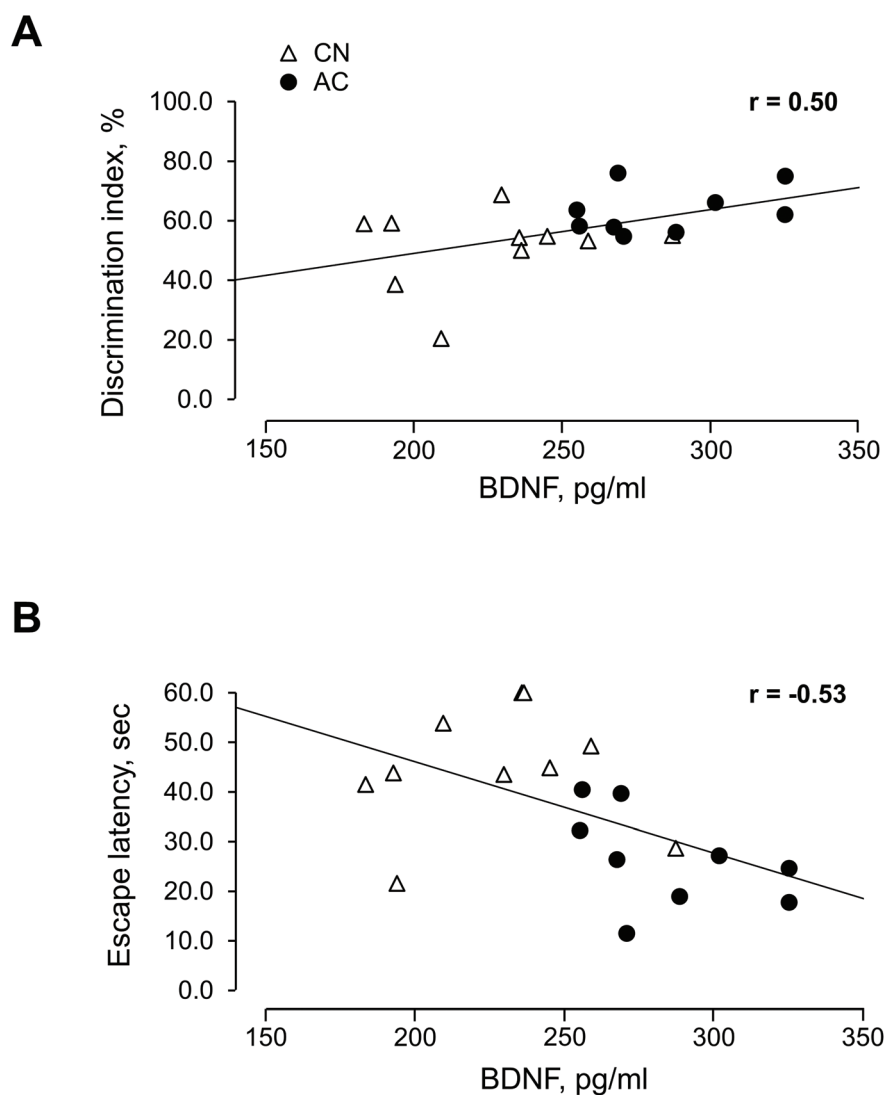 A
CN
AC
r = 0.50
Discrimination index, %
100.0
80.0
60.0
40.0
20.0
0.0
150 200 250 300 350
BDNF, pg/ml
B
r = -0.53
Escape latency, sec
60.0
50.0
40.0
30.0
20.0
10.0
0.0
150 200 250 300 350
BDNF, pg/ml